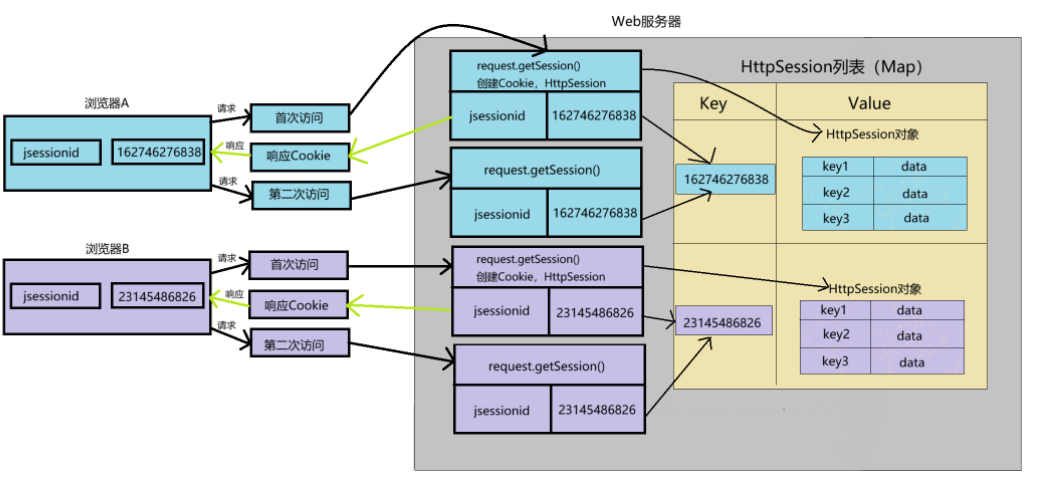 Web服务器
浏览器A
jsessionid
162746276838
请求
首次访问
响应
响应Cookie
请求
第二次访问
request.getSession()
创建Cookie，HttpSession
jsessionid
162746276838
request.getSession()
jsessionid
162746276838
浏览器B
jsessionid
23145486826
请求
首次访问
响应
响应Cookie
请求
第二次访问
request.getSession()
创建Cookie，HttpSession
jsessionid
23145486826
request.getSession()
jsessionid
23145486826
HttpSession列表（Map）
Key
Value
162746276838
HttpSession对象
key1
data
key2
data
key3
data
23145486826
HttpSession对象
key1
data
key2
data
key3
data